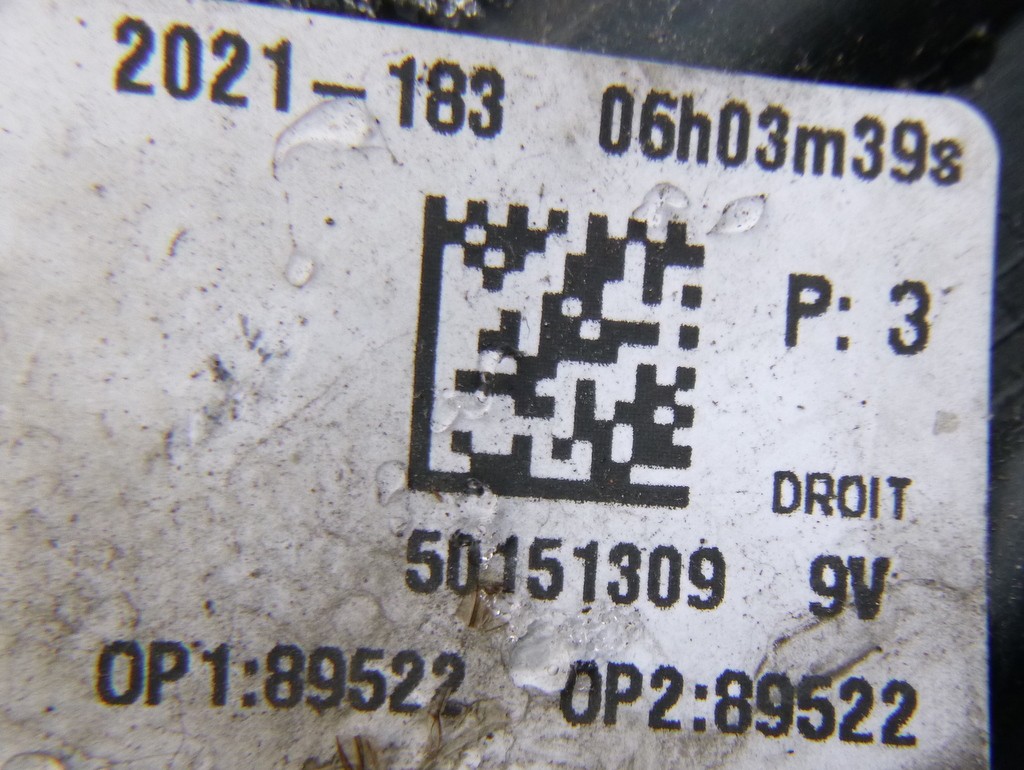 2021-183 06h03m39s
P: 3
DROIT
50151309 9V
OP1:89522 OP2:89522